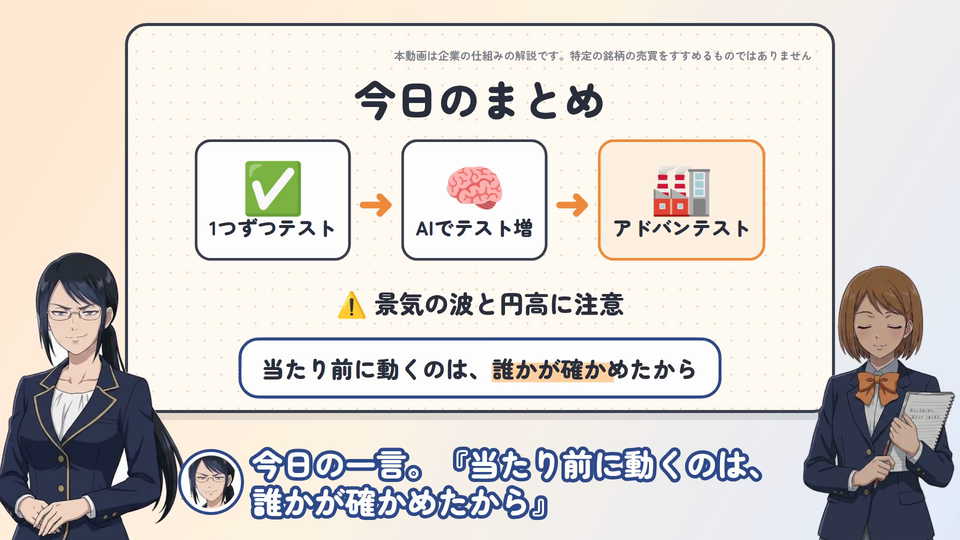 本動画は企業の仕組みの解説です。特定の銘柄の売買をすすめるものではありません
今日のまとめ
1つずつテスト
AIでテスト増
アドバンテスト
景気の波と円高に注意
当たり前に動くのは、誰かが確かめたから
今日の一言。『当たり前に動くのは、
誰かが確かめたから』